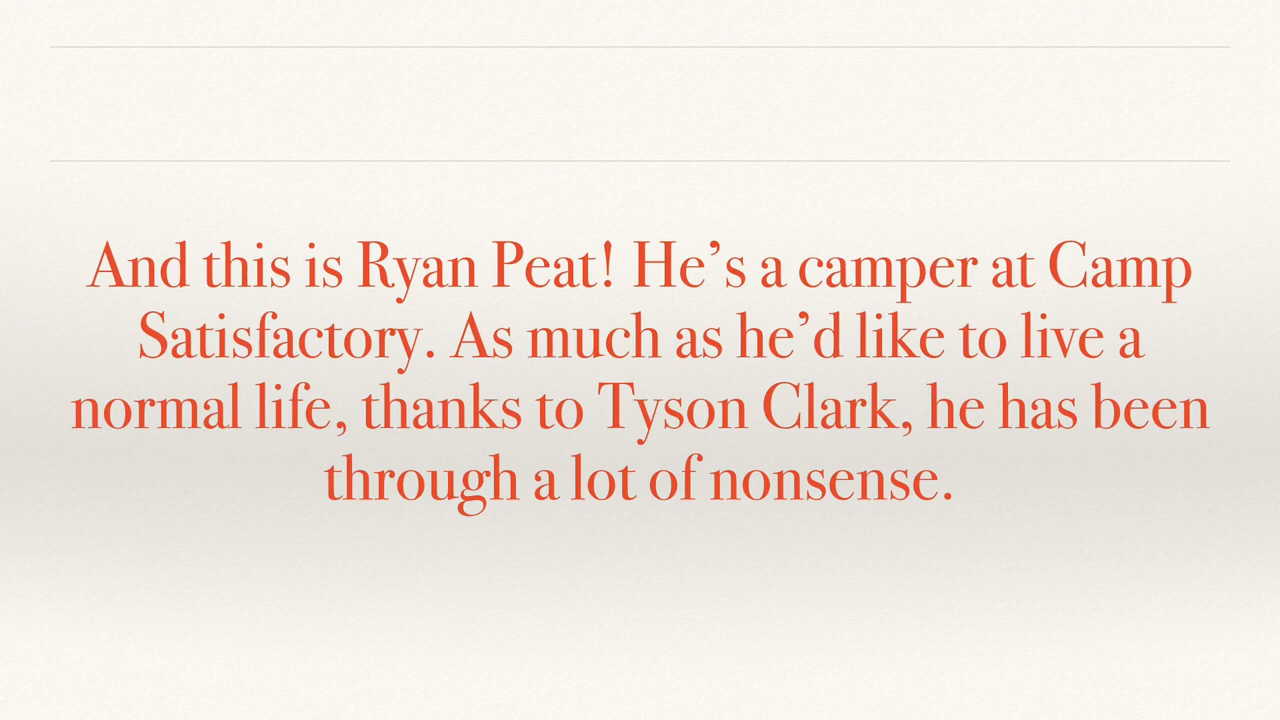 And this is Ryan Peat! He’s a camper at Camp
Satisfactory. As much as he’d like to live a
normal life, thanks to Tyson Clark, he has been
through a lot of nonsense.